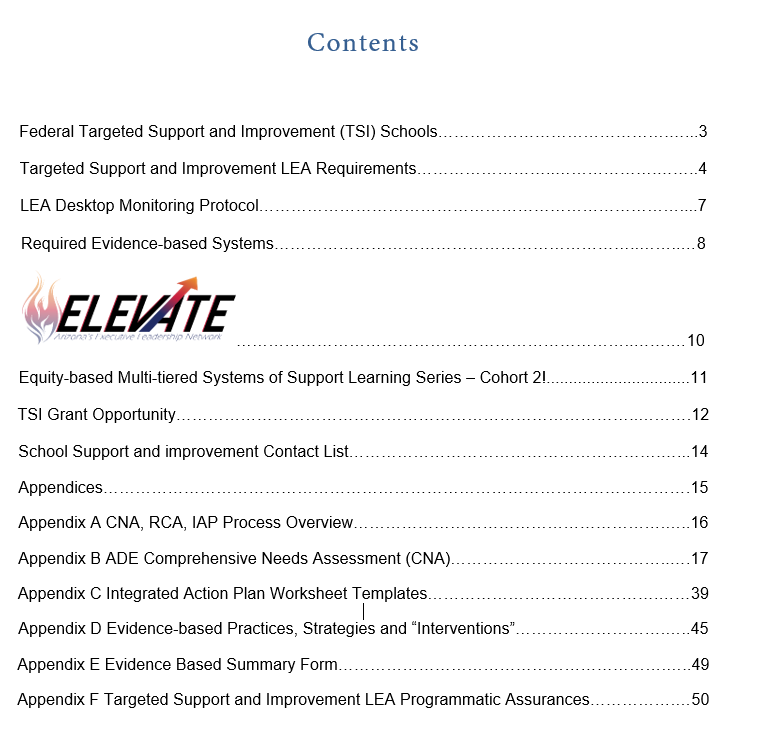 Contents
Federal Targeted Support and Improvement (TSI) Schools…………………………………………3
Targeted Support and Improvement LEA Requirements……………………………………………4
LEA Desktop Monitoring Protocol……………………………………………………………………....7
Required Evidence-based Systems……………………………………………………………………8
ELEVATE
Arizona's Executive Leadership Network
…………………………………………………………………………10
Equity-based Multi-tiered Systems of Support Learning Series – Cohort 2!.................................11
TSI Grant Opportunity……………………………………………………………………………………12
School Support and improvement Contact List…………………………………………………….....14
Appendices………………………………………………………………………………………………...15
Appendix A CNA, RCA, IAP Process Overview……………………………………………………...16
Appendix B ADE Comprehensive Needs Assessment (CNA)……………………………………...17
Appendix C Integrated Action Plan Worksheet Templates…………………………………………39
Appendix D Evidence-based Practices, Strategies and “Interventions”…………………………...45
Appendix E Evidence Based Summary Form………………………………………………………...49
Appendix F Targeted Support and Improvement LEA Programmatic Assurances……………….50